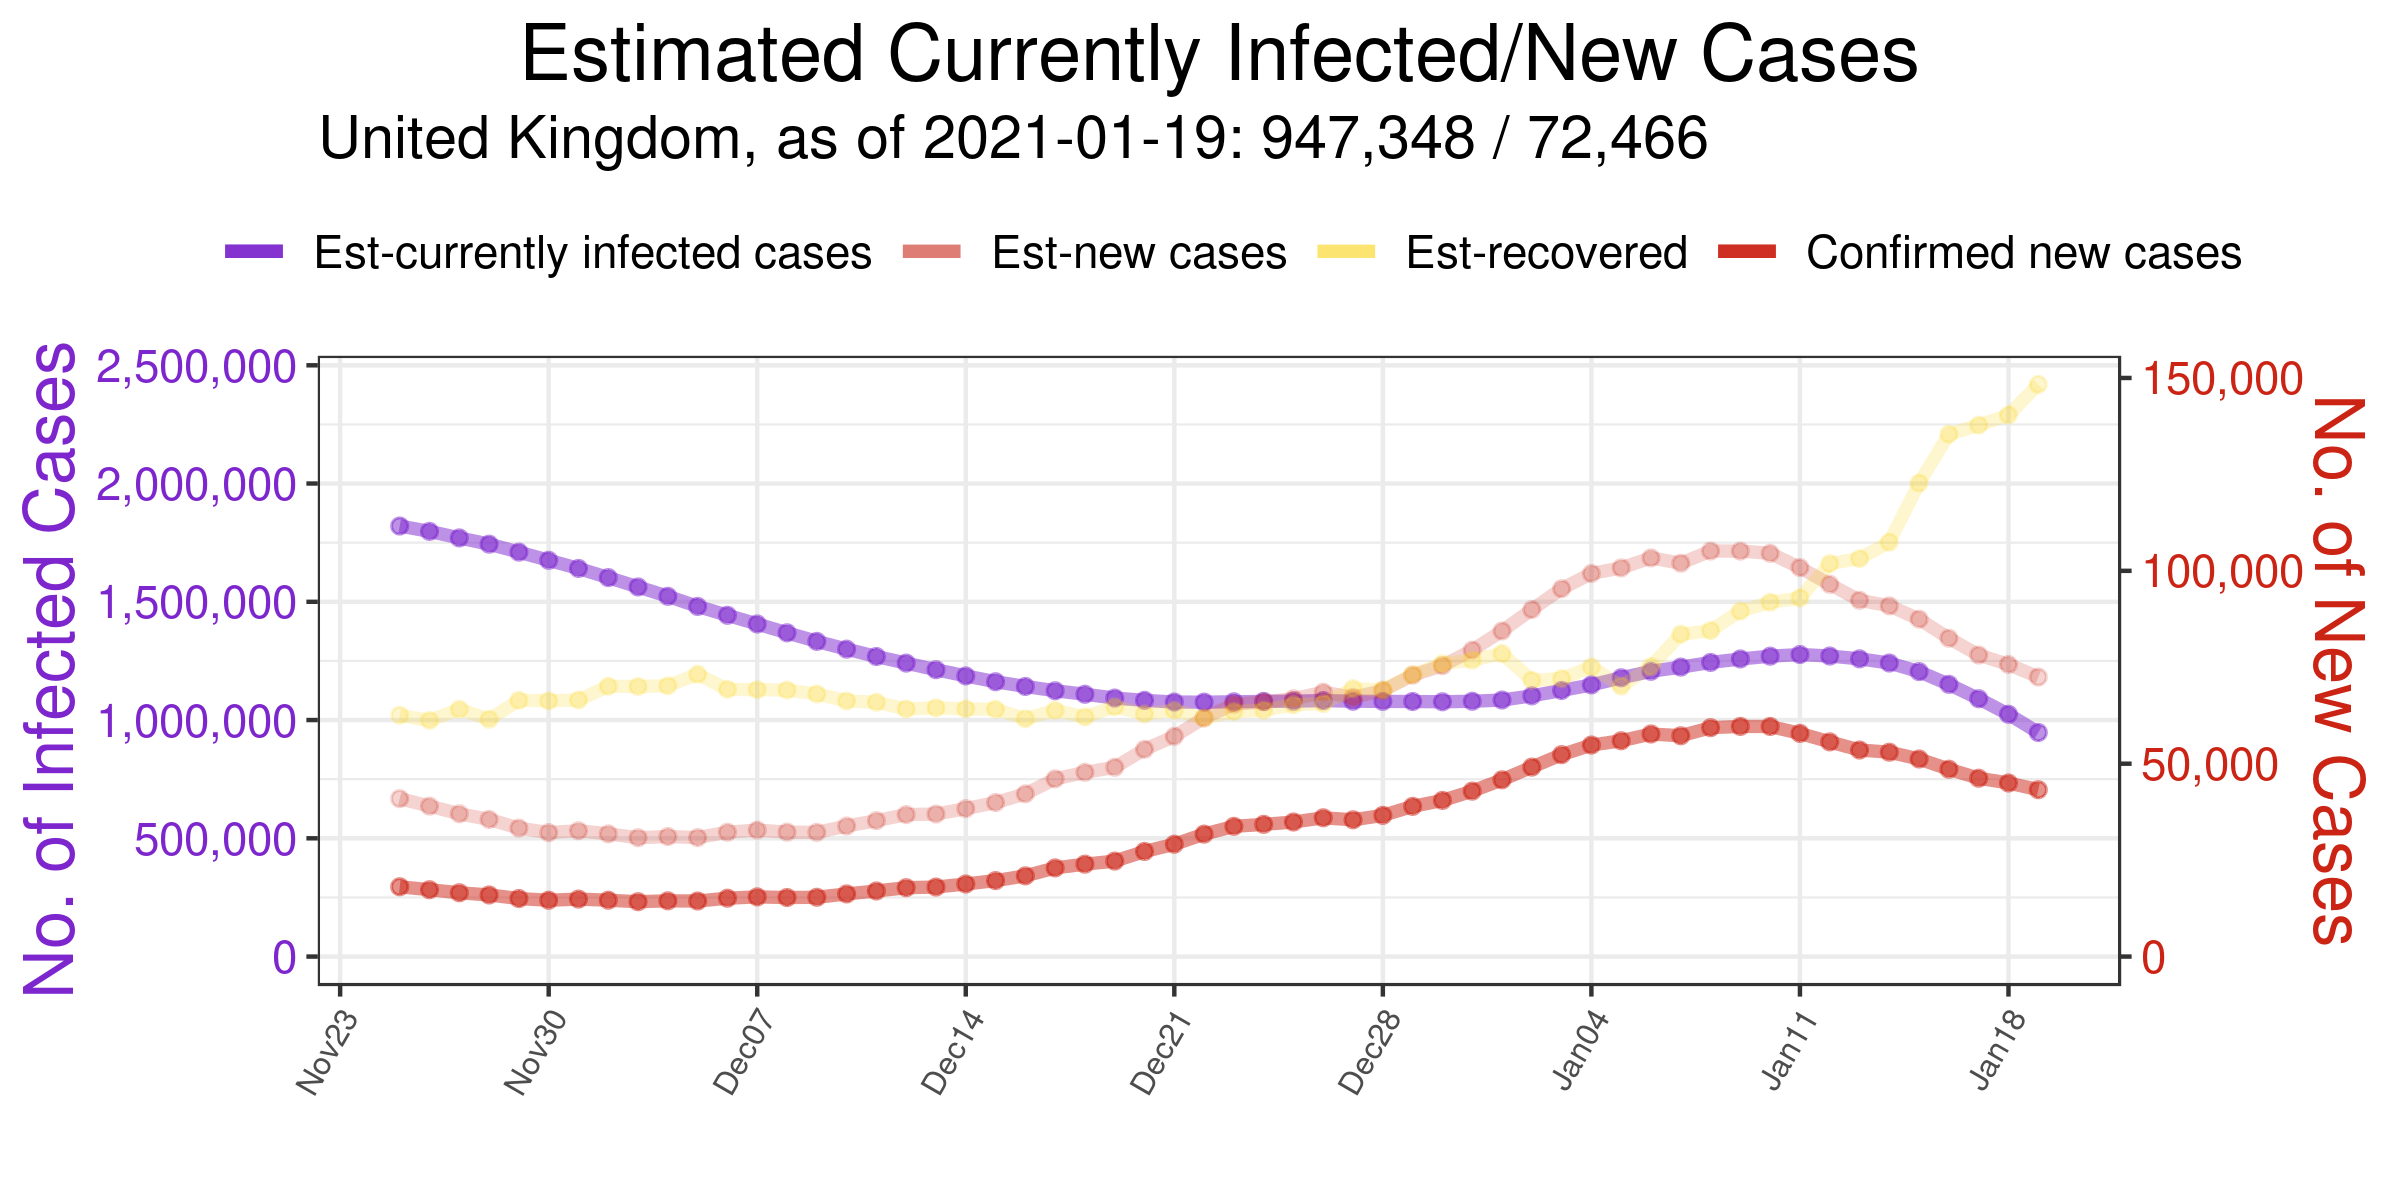 Estimated Currently Infected/New Cases
United Kingdom, as of 2021-01-19: 947,348 / 72,466
Est-currently infected cases Est-new cases Est-recovered Confirmed new cases
No. of Infected Cases
2,500,000
2,000,000
1,500,000
1,000,000
500,000
0
150,000
100,000
50,000
0
No. of New Cases
Nov23 Nov30 Dec07 Dec14 Dec21 Dec28 Jan04 Jan11 Jan18